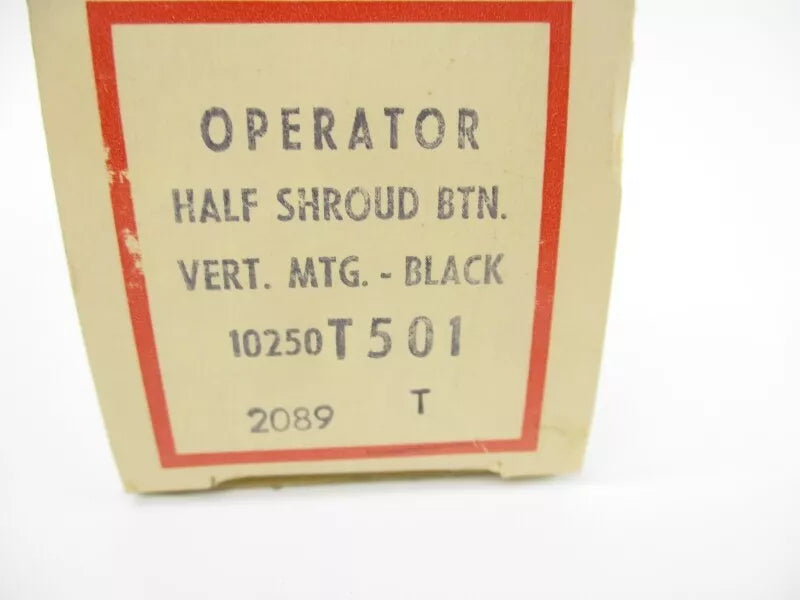 OPERATOR
HALF SHROUD BTN.
VERT. MTG. - BLACK
10250T501
2089 T